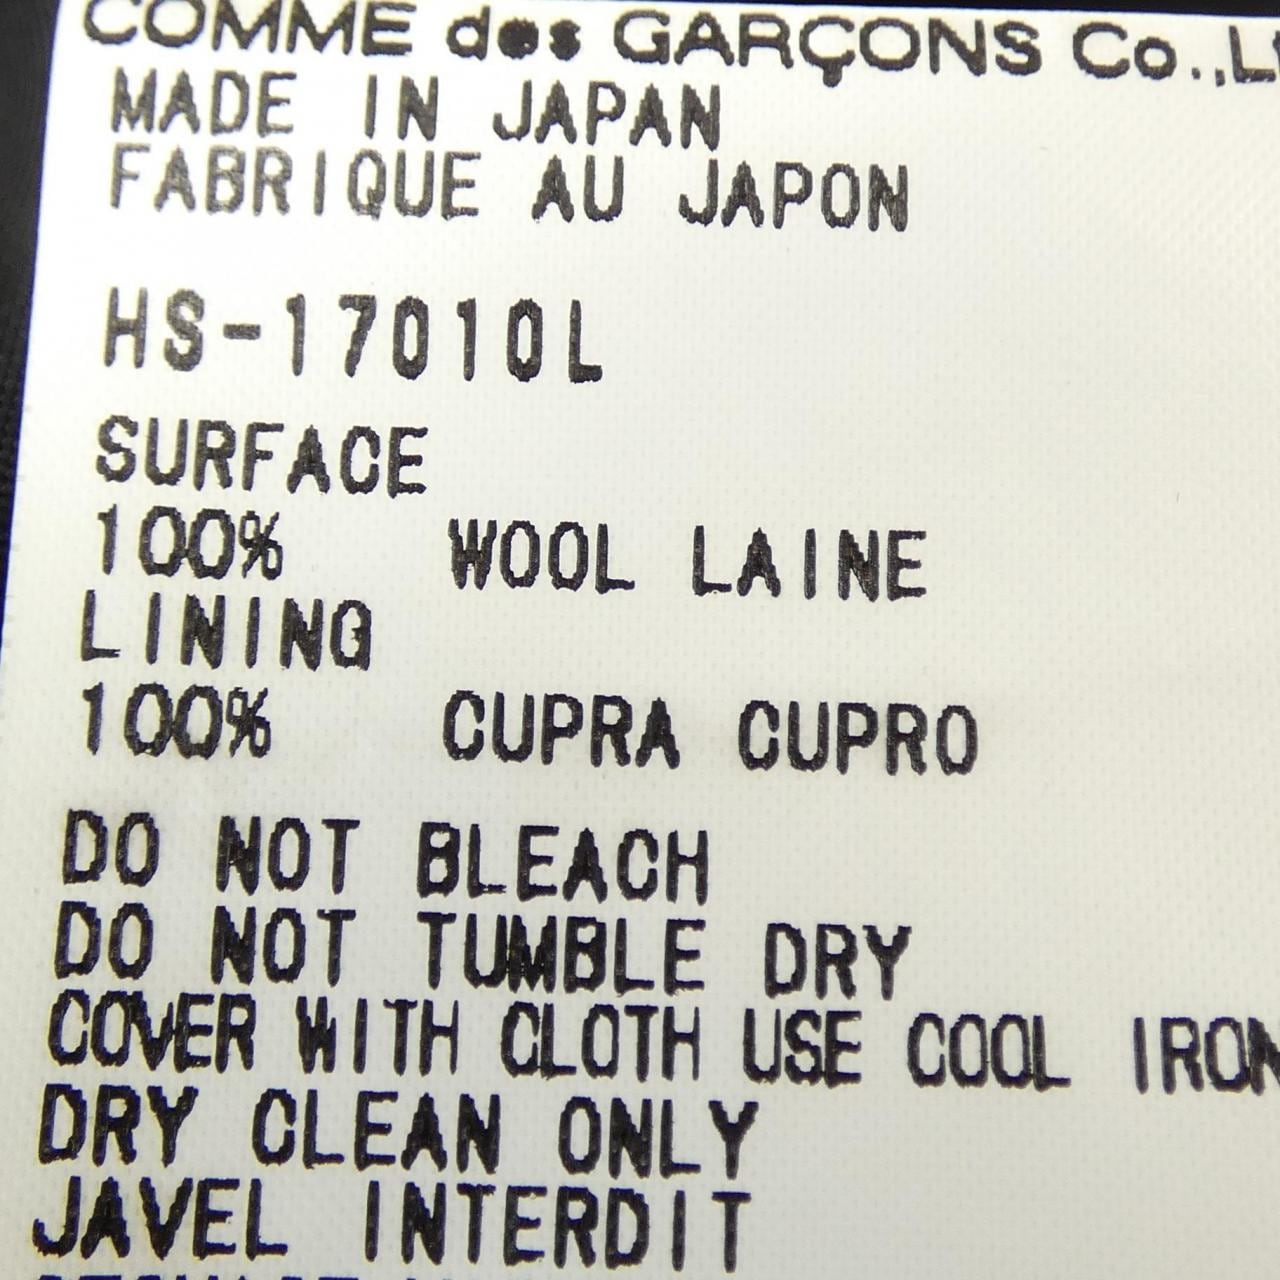 COMME des GARÇONS Co.,L
MADE IN JAPAN
FABRIQUE AU JAPON
HS-17010L
SURFACE
100% WOOL LAINE
LINING
100% CUPRA CUPRO
DO NOT BLEACH
DO NOT TUMBLE DRY
COVER WITH CLOTH USE COOL IRON
DRY CLEAN ONLY
JAVEL INTERDIT